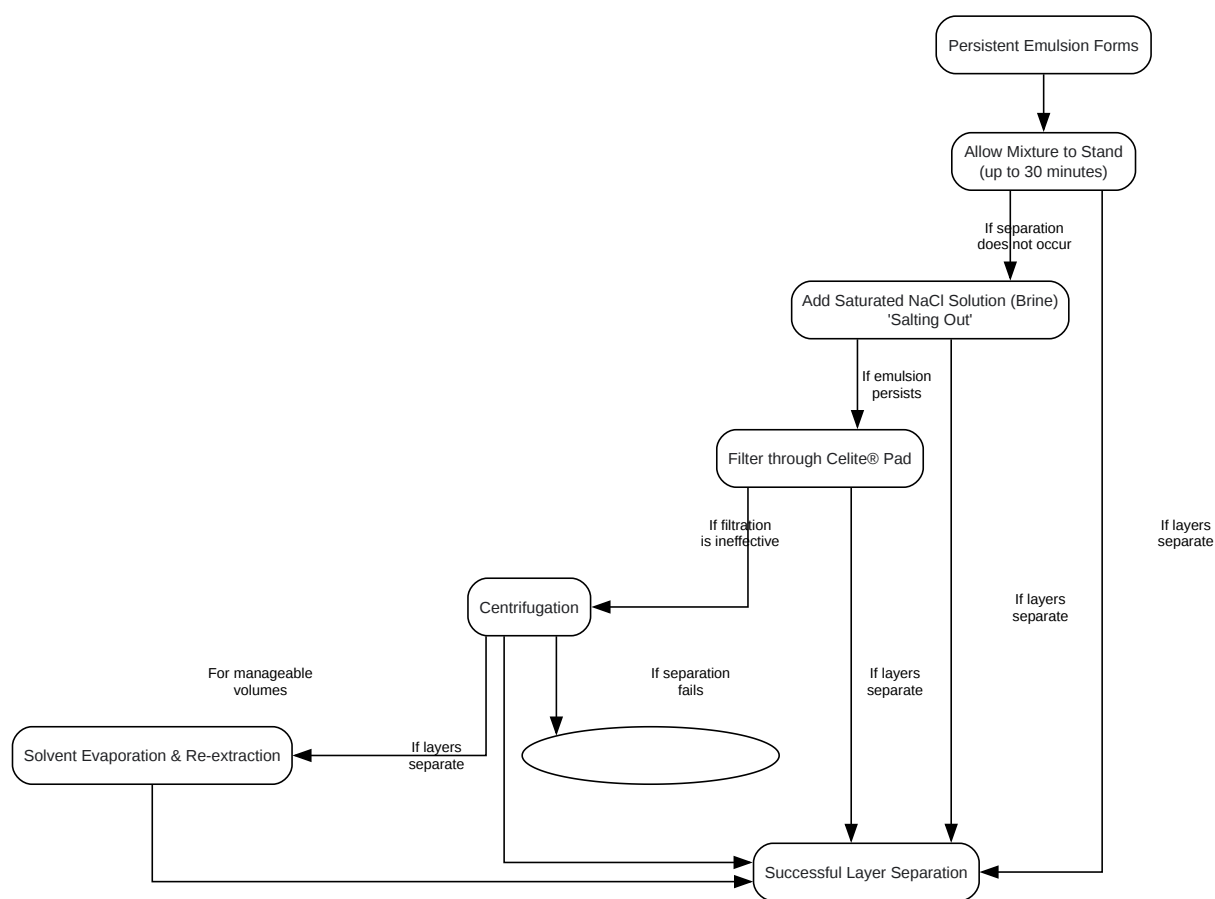 Persistent Emulsion Forms
Allow Mixture to Stand
(up to 30 minutes)
If separation
does not occur
Add Saturated NaCl Solution (Brine)
'Salting Out'
If emulsion
persists
Filter through Celite® Pad
If filtration
is ineffective
If layers
separate
Centrifugation
If layers
separate
For manageable
volumes
If separation
fails
If layers
separate
Solvent Evaporation & Re-extraction
If layers
separate
Successful Layer Separation